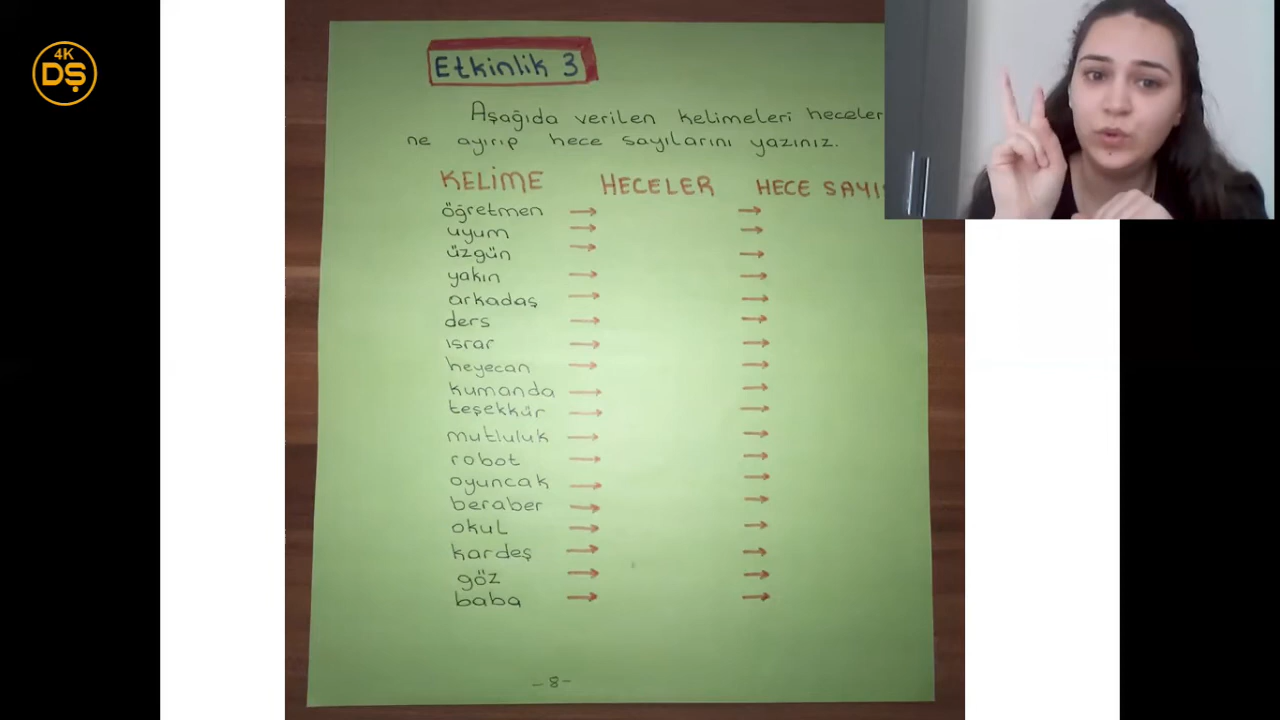 4K
DŞ
Etkinlik 3
Aşağıda verilen kelimeleri heceler
ne ayırıp hece sayılarını yazınız.
KELİME HECELER HECE SAYI
öğretmen → →
uyum → →
üzgün → →
yakın → →
arkadaş → →
ders → →
ısrar → →
heyecan → →
kumanda → →
teşekkür → →
mutluluk → →
robot → →
oyuncak → →
beraber → →
okul → →
kardeş → →
göz → →
baba → →
-8-